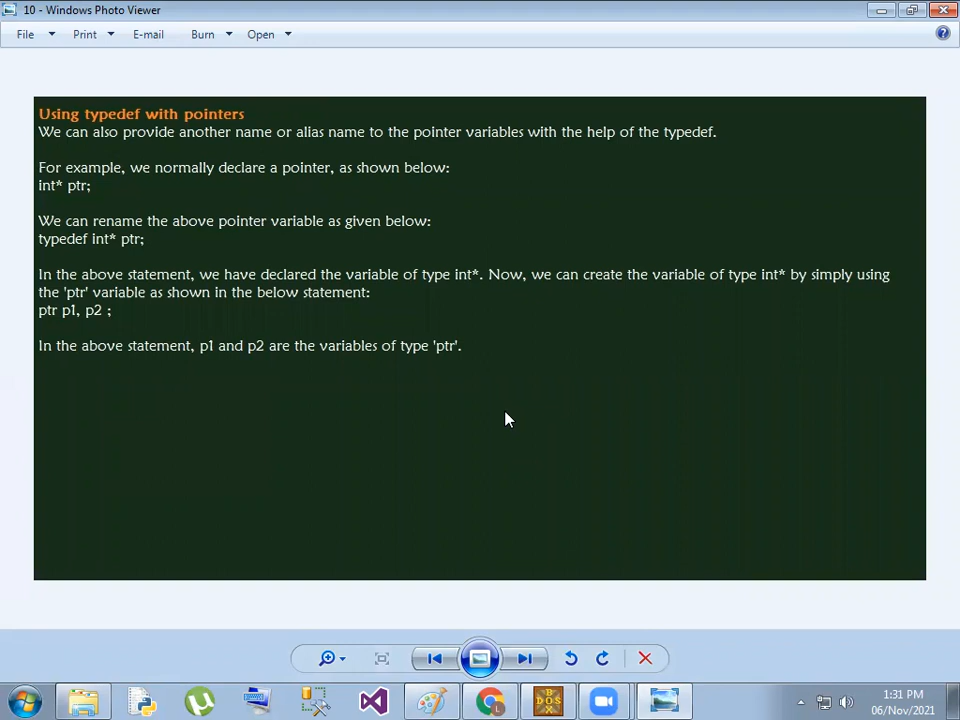 10 - Windows Photo Viewer
File Print E-mail Burn Open
Using typedef with pointers
We can also provide another name or alias name to the pointer variables with the help of the typedef.
For example, we normally declare a pointer, as shown below:
int* ptr;
We can rename the above pointer variable as given below:
typedef int* ptr;
In the above statement, we have declared the variable of type int*. Now, we can create the variable of type int* by simply using
the 'ptr' variable as shown in the below statement:
ptr p1, p2 ;
In the above statement, p1 and p2 are the variables of type 'ptr'.
1:31 PM
06/Nov/2021